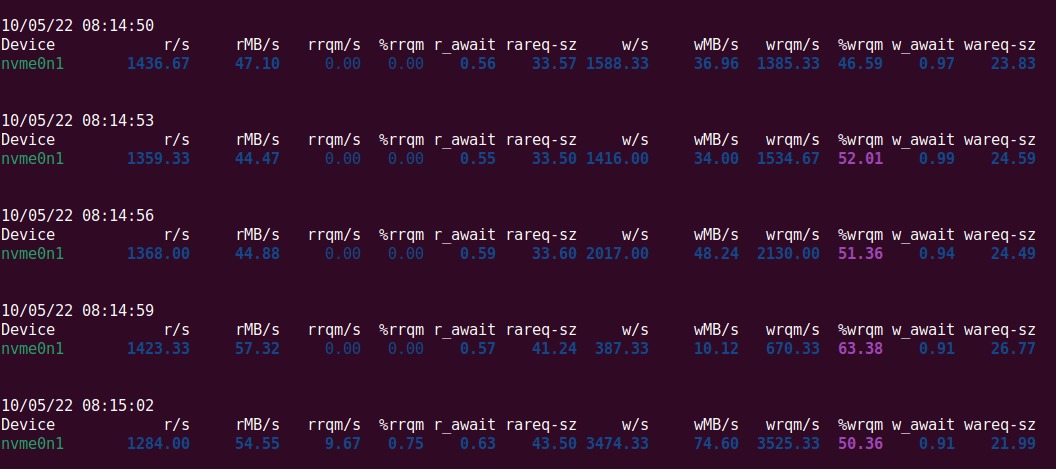 10/05/22 08:14:50
Device r/s rMB/s rrqm/s %rrqm r_await rareq-sz w/s wMB/s wrqm/s %wrqm w_await wareq-sz
nvme0n1 1436.67 47.10 0.00 0.00 0.56 33.57 1588.33 36.96 1385.33 46.59 0.97 23.83
10/05/22 08:14:53
Device r/s rMB/s rrqm/s %rrqm r_await rareq-sz w/s wMB/s wrqm/s %wrqm w_await wareq-sz
nvme0n1 1359.33 44.47 0.00 0.00 0.55 33.50 1416.00 34.00 1534.67 52.01 0.99 24.59
10/05/22 08:14:56
Device r/s rMB/s rrqm/s %rrqm r_await rareq-sz w/s wMB/s wrqm/s %wrqm w_await wareq-sz
nvme0n1 1368.00 44.88 0.00 0.00 0.59 33.60 2017.00 48.24 2130.00 51.36 0.94 24.49
10/05/22 08:14:59
Device r/s rMB/s rrqm/s %rrqm r_await rareq-sz w/s wMB/s wrqm/s %wrqm w_await wareq-sz
nvme0n1 1423.33 57.32 0.00 0.00 0.57 41.24 387.33 10.12 670.33 63.38 0.91 26.77
10/05/22 08:15:02
Device r/s rMB/s rrqm/s %rrqm r_await rareq-sz w/s wMB/s wrqm/s %wrqm w_await wareq-sz
nvme0n1 1284.00 54.55 9.67 0.75 0.63 43.50 3474.33 74.60 3525.33 50.36 0.91 21.99